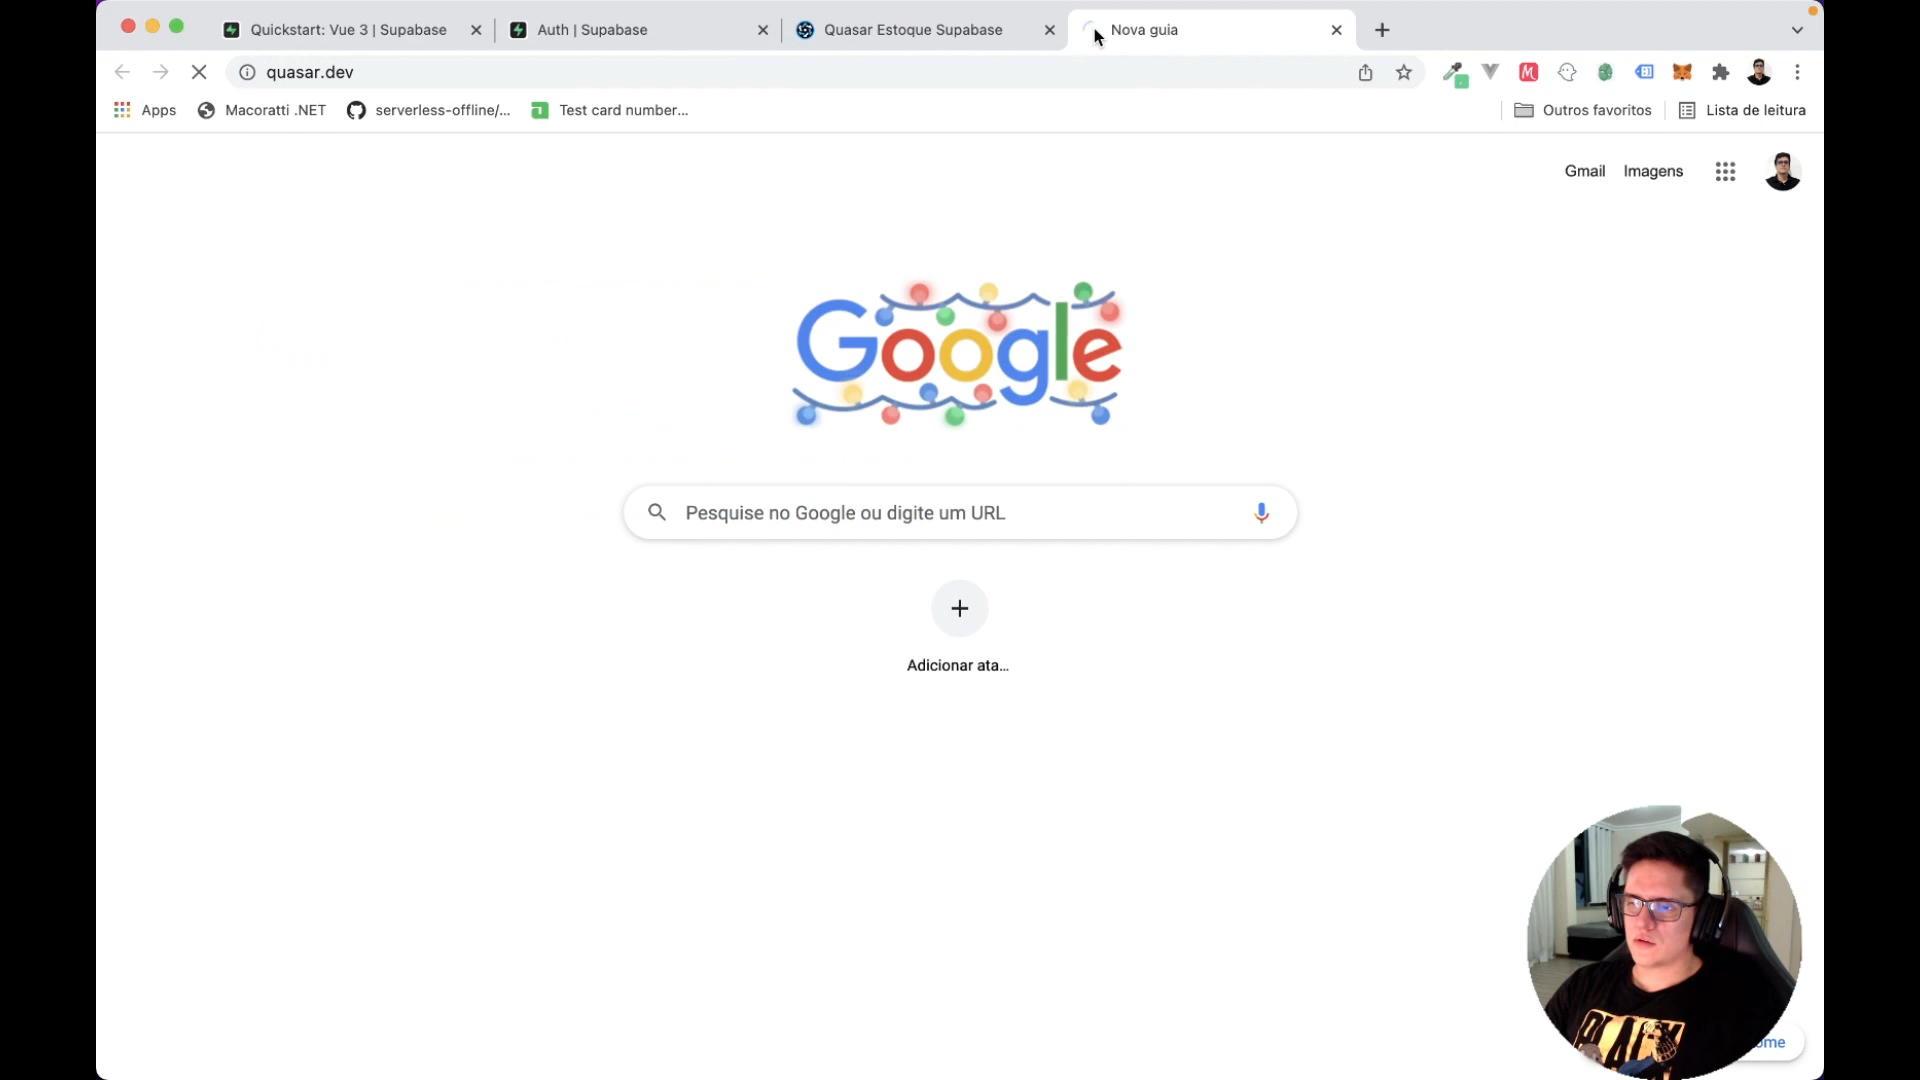 Quickstart: Vue 3 | Supabase
Auth | Supabase
Quasar Estoque Supabase
Nova guia
quasar.dev
Apps
Macoratti .NET
serverless-offline/...
Test card number...
Outros favoritos
Lista de leitura
Gmail
Imagens
Google
Pesquise no Google ou digite um URL
Adicionar ata...